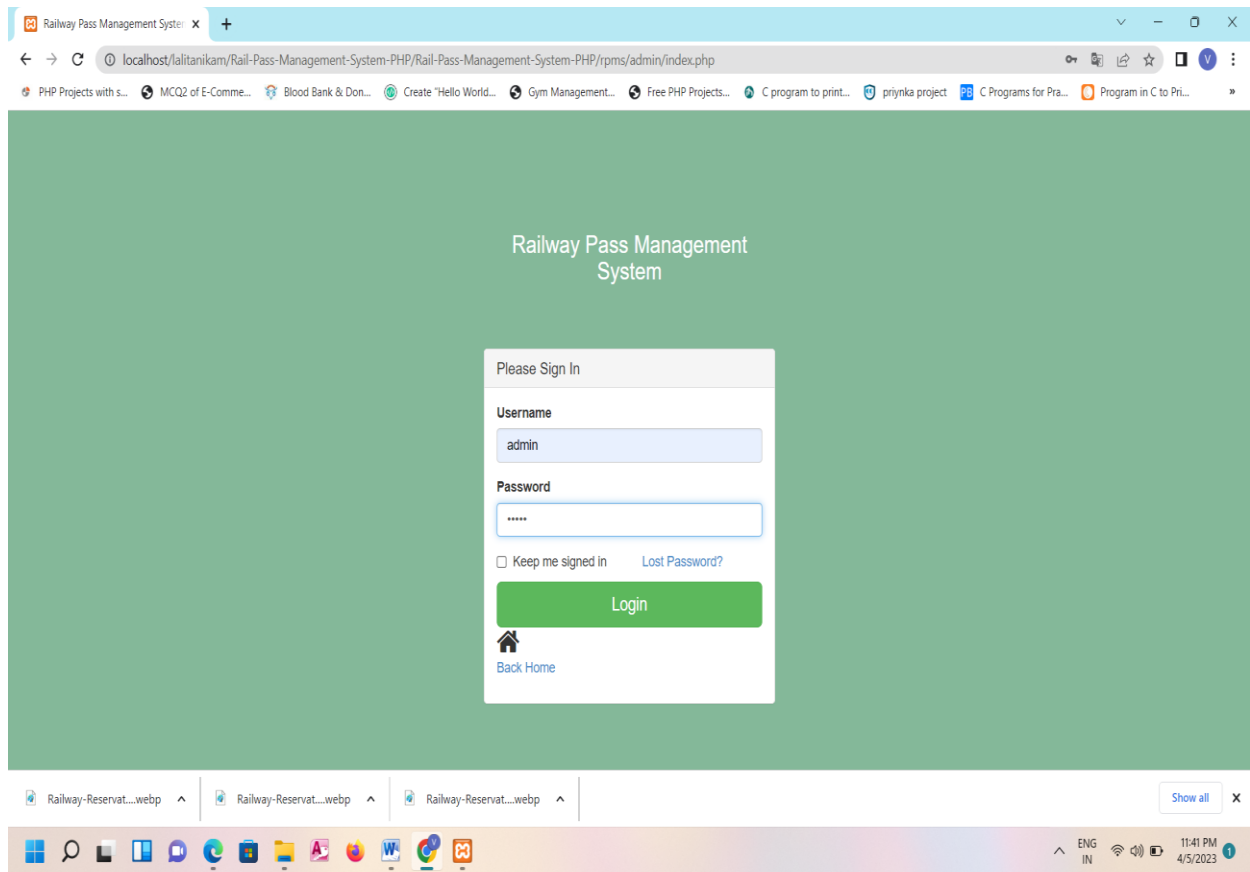 Railway Pass Management Syster
localhost/lalitanikam/Rail-Pass-Management-System-PHP/Rail-Pass-Management-System-PHP/rpms/admin/index.php
V
PHP Projects with s... MCQ2 of E-Comme... Blood Bank & Don... Create "Hello World... Gym Management... Free PHP Projects... C program to print... priynka project PB C Programs for Pra... Program in C to Pri... »
Railway Pass Management
System
Please Sign In
Username
admin
Password
•••••
Keep me signed in Lost Password?
Login
Back Home
Railway-Reservat....webp Railway-Reservat....webp Railway-Reservat....webp Show all
ENG 11:41 PM
IN 4/5/2023 1